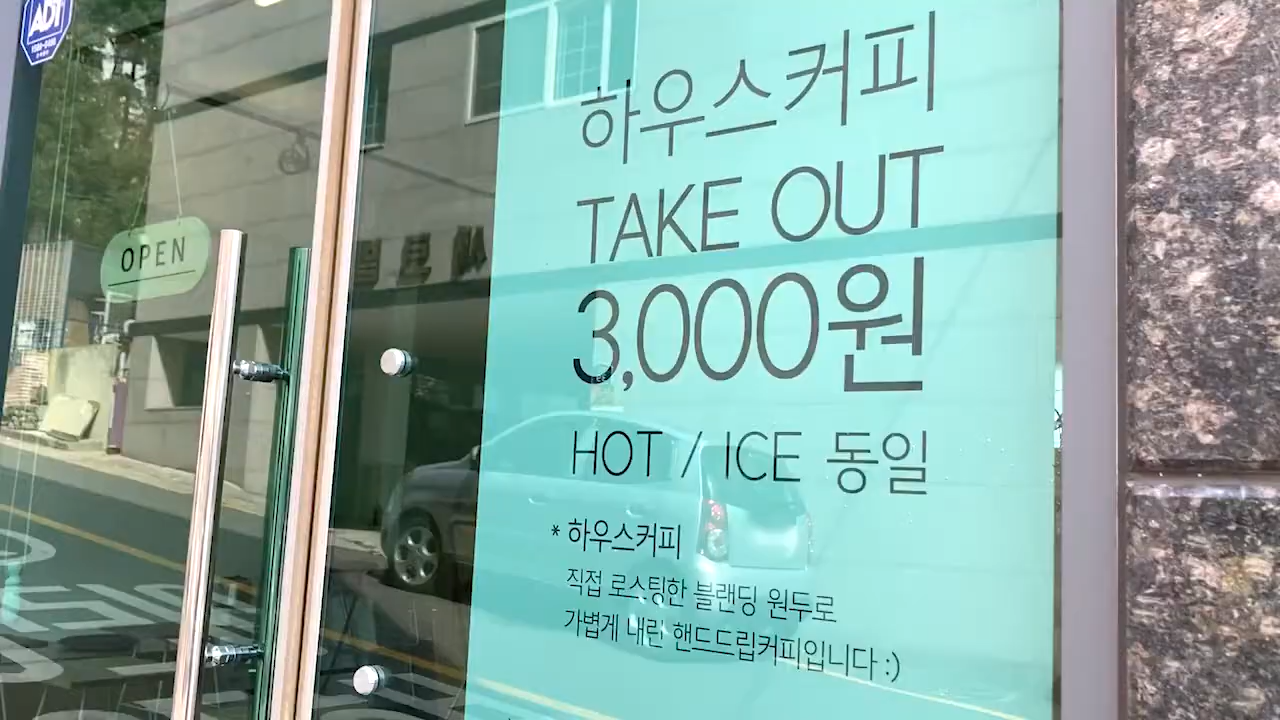 ADT
OPEN
하우스커피
TAKE OUT
3,000원
HOT / ICE 동일
* 하우스커피
직접 로스팅한 블랜딩 원두로
가볍게 내린 핸드드립커피입니다 :)